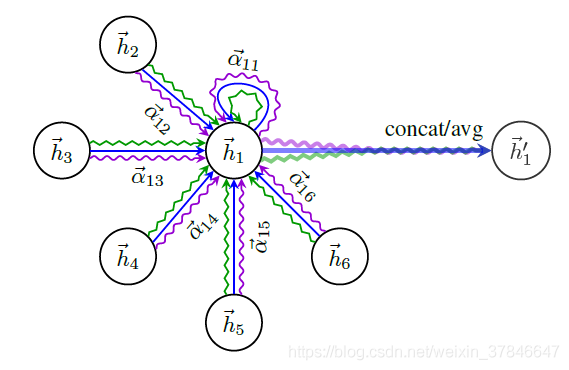 h⃗₂
α⃗₁₁
concat/avg
α⃗₁₂
h⃗₃
h⃗₁
h⃗′₁
α⃗₁₃
α⃗₁₆
α⃗₁₄
α⃗₁₅
h⃗₄
h⃗₆
h⃗₅
https://blog.csdn.net/weixin_37846647